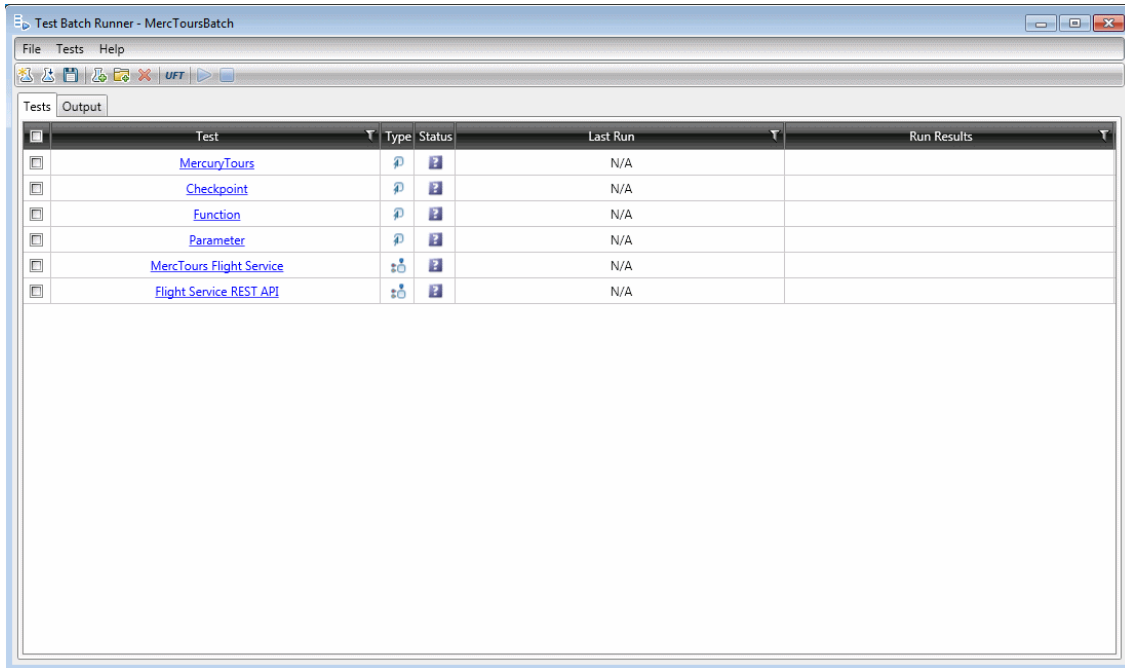 Test Batch Runner - MercToursBatch
File Tests Help
UFT
Tests Output
Test Type Status Last Run Run Results
MercuryTours ? N/A
Checkpoint ? N/A
Function ? N/A
Parameter ? N/A
MercTours Flight Service ? N/A
Flight Service REST API ? N/A